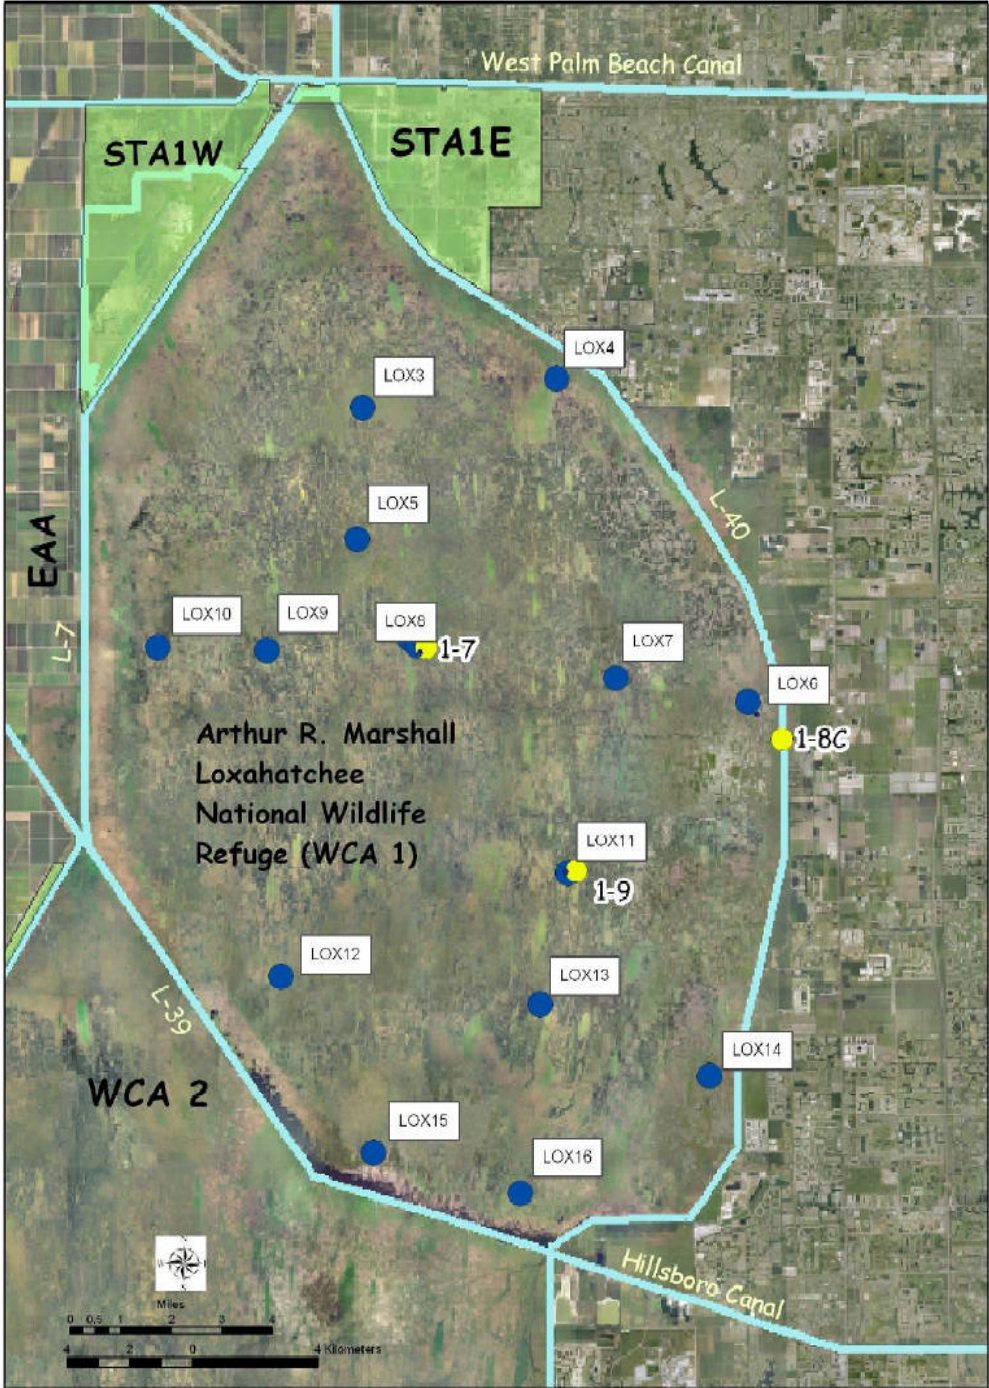 West Palm Beach Canal
STA1W
STA1E
LOX4
LOX3
LOX5
L-40
EAA
LOX10
LOX9
LOX8
1-7
L-7
LOX7
LOX6
1-8C
Arthur R. Marshall
Loxahatchee
National Wildlife
Refuge (WCA 1)
LOX11
1-9
LOX12
LOX13
L-39
LOX14
WCA 2
LOX15
LOX16
Hillsboro Canal
Miles
0 0.5 1 2 3 4
4 2 0 4 Kilometers